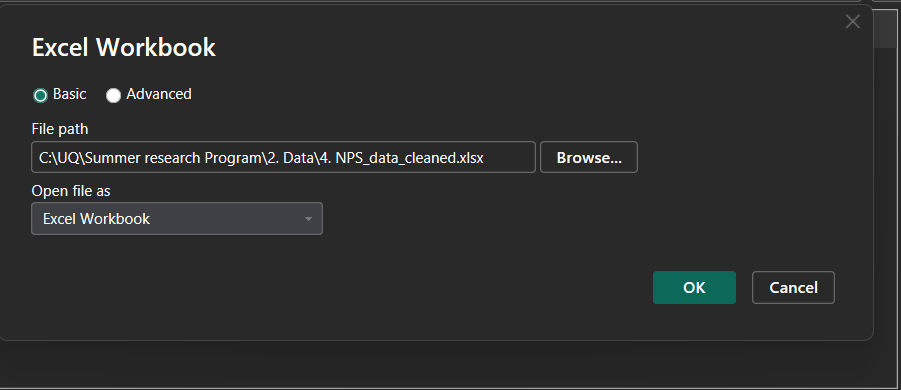 Excel Workbook
Basic Advanced
File path
C:\UQ\Summer research Program\2. Data\4. NPS_data_cleaned.xlsx Browse...
Open file as
Excel Workbook
OK Cancel